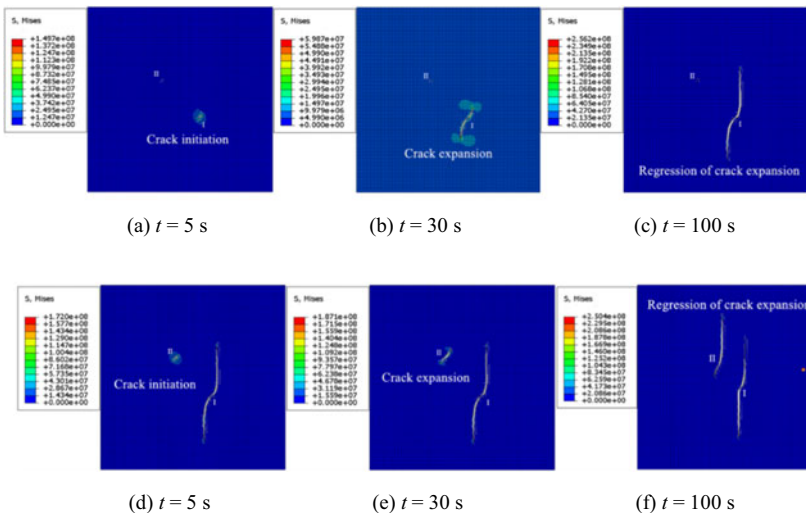 S, Mises
+1.497e+08
+1.372e+08
+1.247e+08
+1.123e+08
+9.979e+07
+8.732e+07
+7.485e+07
+6.237e+07
+4.990e+07
+3.742e+07
+2.495e+07
+1.247e+07
+0.000e+00
II
I
Crack initiation
(a) t = 5 s
S, Mises
+5.987e+07
+5.488e+07
+4.990e+07
+4.491e+07
+3.992e+07
+3.493e+07
+2.994e+07
+2.495e+07
+1.996e+07
+1.497e+07
+9.979e+06
+4.990e+06
+0.000e+00
II
I
Crack expansion
(b) t = 30 s
S, Mises
+2.562e+08
+2.349e+08
+2.135e+08
+1.922e+08
+1.708e+08
+1.495e+08
+1.281e+08
+1.068e+08
+8.540e+07
+6.405e+07
+4.270e+07
+2.135e+07
+0.000e+00
II
I
Regression of crack expansion
(c) t = 100 s
S, Mises
+1.720e+08
+1.577e+08
+1.434e+08
+1.290e+08
+1.147e+08
+1.004e+08
+8.602e+07
+7.168e+07
+5.735e+07
+4.301e+07
+2.867e+07
+1.434e+07
+0.000e+00
II
Crack initiation
I
(d) t = 5 s
S, Mises
+1.871e+08
+1.715e+08
+1.559e+08
+1.404e+08
+1.248e+08
+1.092e+08
+9.357e+07
+7.797e+07
+6.238e+07
+4.678e+07
+3.119e+07
+1.559e+07
+0.000e+00
II
Crack expansion
I
(e) t = 30 s
S, Mises
+2.504e+08
+2.295e+08
+2.086e+08
+1.878e+08
+1.669e+08
+1.460e+08
+1.252e+08
+1.043e+08
+8.345e+07
+6.259e+07
+4.173e+07
+2.086e+07
+0.000e+00
Regression of crack expansion
II
I
(f) t = 100 s